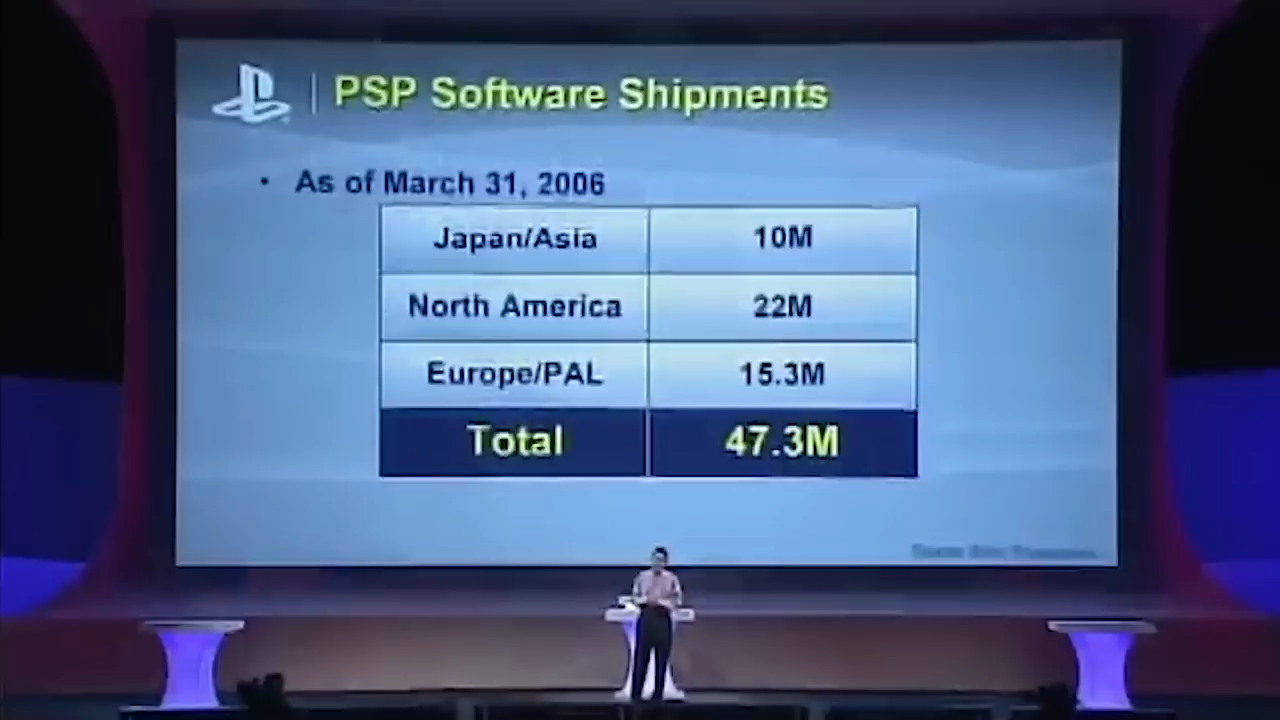 PSP Software Shipments
• As of March 31, 2006
Japan/Asia 10M
North America 22M
Europe/PAL 15.3M
Total 47.3M